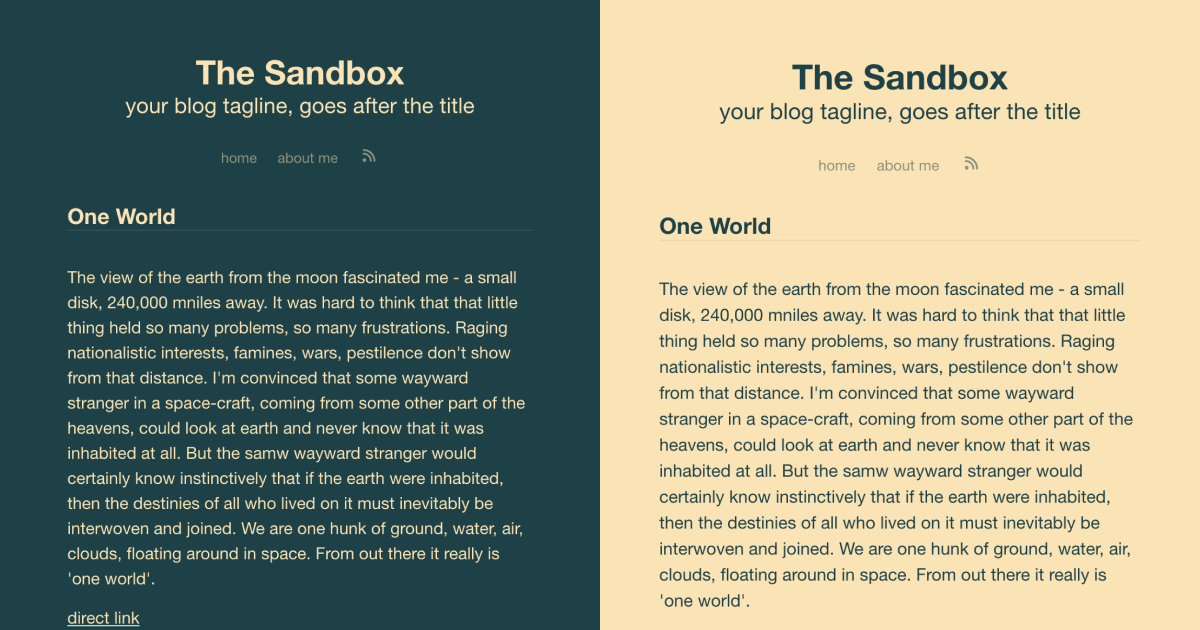 The Sandbox
your blog tagline, goes after the title
home about me
One World
The view of the earth from the moon fascinated me - a small
disk, 240,000 mniles away. It was hard to think that that little
thing held so many problems, so many frustrations. Raging
nationalistic interests, famines, wars, pestilence don't show
from that distance. I'm convinced that some wayward
stranger in a space-craft, coming from some other part of the
heavens, could look at earth and never know that it was
inhabited at all. But the samw wayward stranger would
certainly know instinctively that if the earth were inhabited,
then the destinies of all who lived on it must inevitably be
interwoven and joined. We are one hunk of ground, water, air,
clouds, floating around in space. From out there it really is
'one world'.
direct link
The Sandbox
your blog tagline, goes after the title
home about me
One World
The view of the earth from the moon fascinated me - a small
disk, 240,000 mniles away. It was hard to think that that little
thing held so many problems, so many frustrations. Raging
nationalistic interests, famines, wars, pestilence don't show
from that distance. I'm convinced that some wayward
stranger in a space-craft, coming from some other part of the
heavens, could look at earth and never know that it was
inhabited at all. But the samw wayward stranger would
certainly know instinctively that if the earth were inhabited,
then the destinies of all who lived on it must inevitably be
interwoven and joined. We are one hunk of ground, water, air,
clouds, floating around in space. From out there it really is
'one world'.